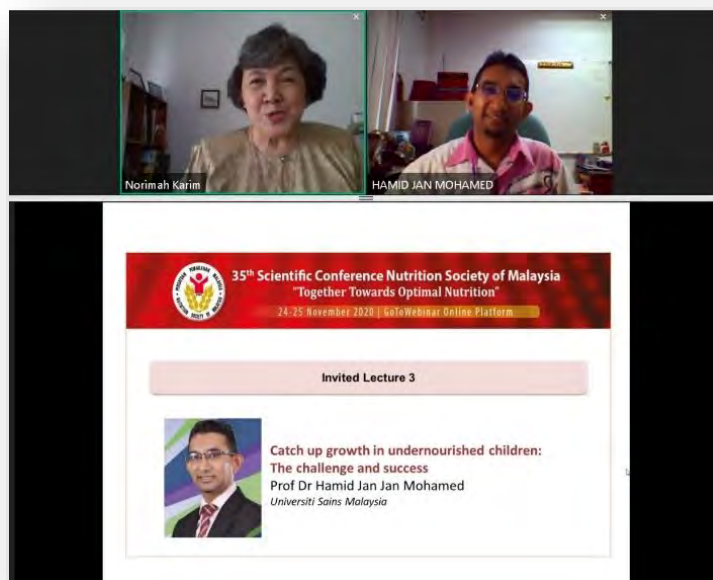 Norimah Karim
HAMID JAN MOHAMED
35th Scientific Conference Nutrition Society of Malaysia
"Together Towards Optimal Nutrition"
24-25 November 2020 | GoToWebinar Online Platform
Invited Lecture 3
Catch up growth in undernourished children:
The challenge and success
Prof Dr Hamid Jan Jan Mohamed
Universiti Sains Malaysia